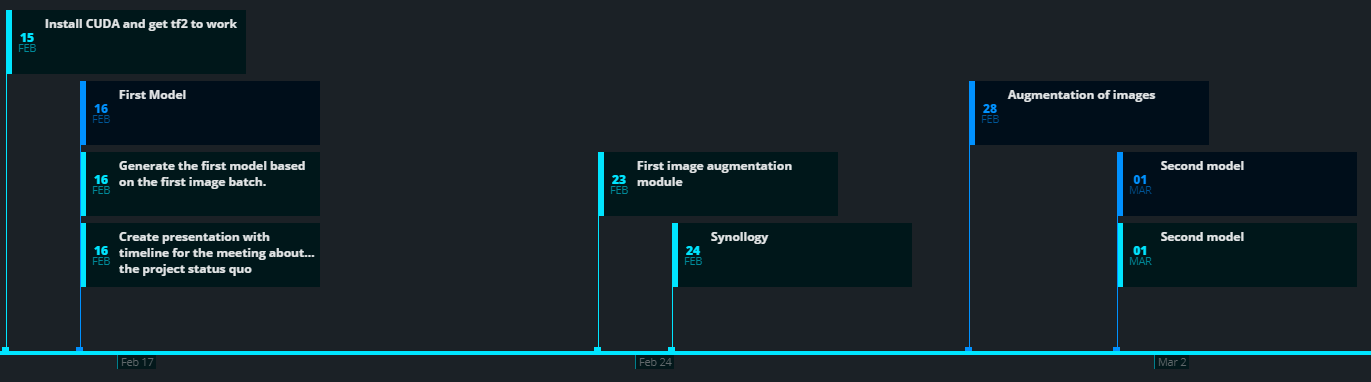 Install CUDA and get tf2 to work
15
FEB
First Model
16
FEB
Generate the first model based
on the first image batch.
16
FEB
Create presentation with
timeline for the meeting about...
the project status quo
16
FEB
First image augmentation
module
23
FEB
Synollogy
24
FEB
Augmentation of images
28
FEB
Second model
01
MAR
Second model
01
MAR
Feb 17
Feb 24
Mar 2